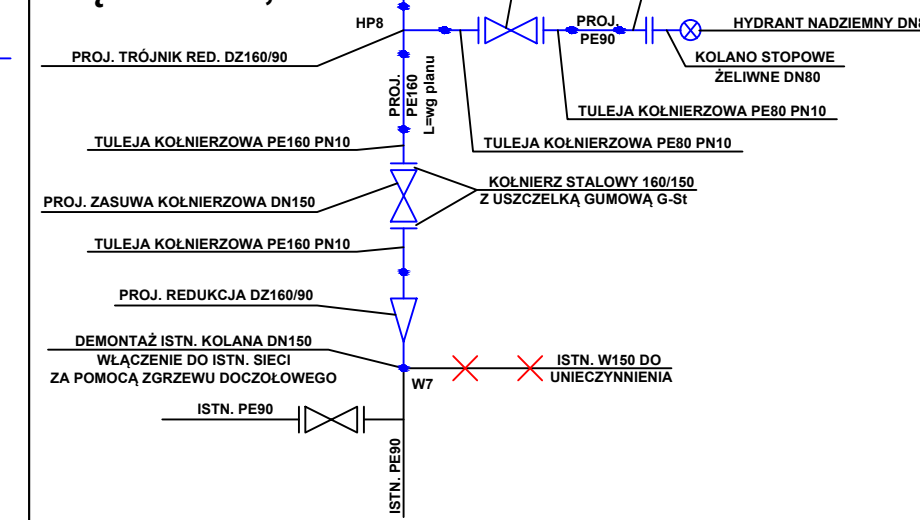 HP8
PROJ.
PE90
HYDRANT NADZIEMNY DN8
PROJ. TRÓJNIK RED. DZ160/90
KOLANO STOPOWE
ŻELIWNE DN80
PROJ.
PE160
L=wg planu
TULEJA KOŁNIERZOWA PE80 PN10
TULEJA KOŁNIERZOWA PE160 PN10
TULEJA KOŁNIERZOWA PE80 PN10
KOŁNIERZ STALOWY 160/150
Z USZCZELKĄ GUMOWĄ G-St
PROJ. ZASUWA KOŁNIERZOWA DN150
TULEJA KOŁNIERZOWA PE160 PN10
PROJ. REDUKCJA DZ160/90
DEMONTAŻ ISTN. KOLANA DN150
WŁĄCZENIE DO ISTN. SIECI
ZA POMOCĄ ZGRZEWU DOCZOŁOWEGO
W7
ISTN. W150 DO
UNIECZYNNIENIA
ISTN. PE90
ISTN. PE90